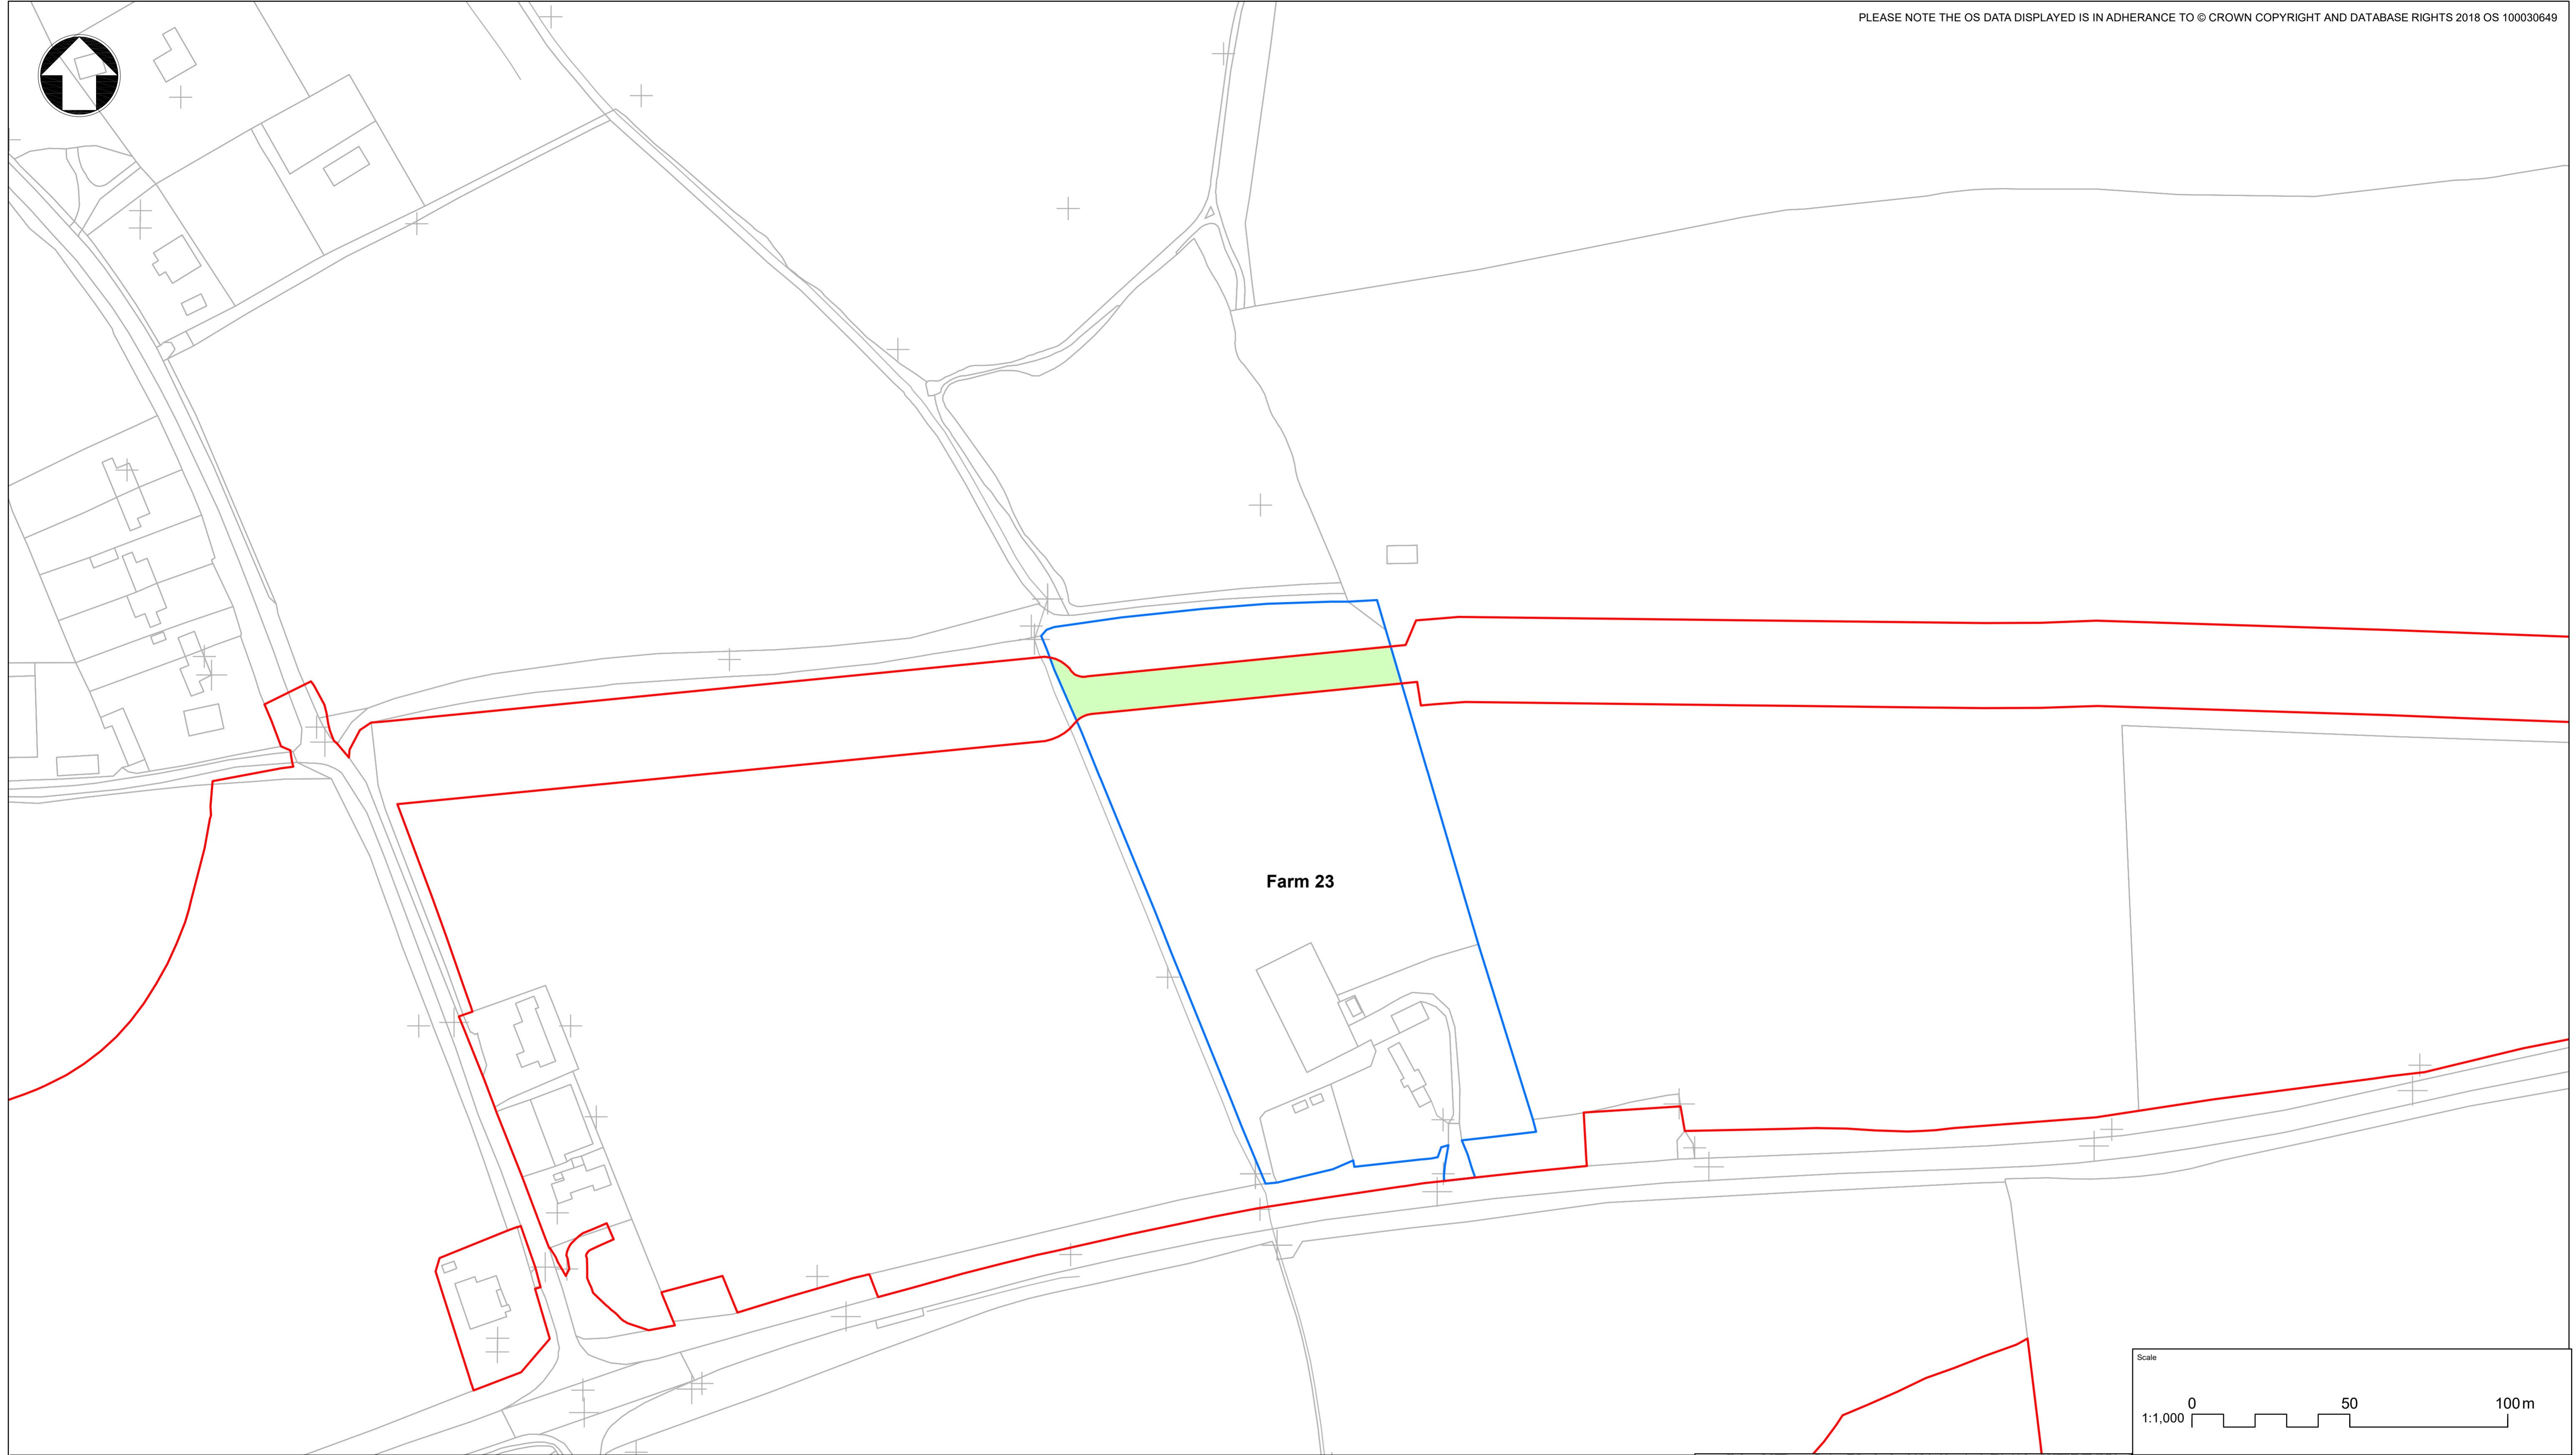 PLEASE NOTE THE OS DATA DISPLAYED IS IN ADHERANCE TO © CROWN COPYRIGHT AND DATABASE RIGHTS 2018 OS 100030649
Farm 23
Scale
0 50 100 m
1:1,000